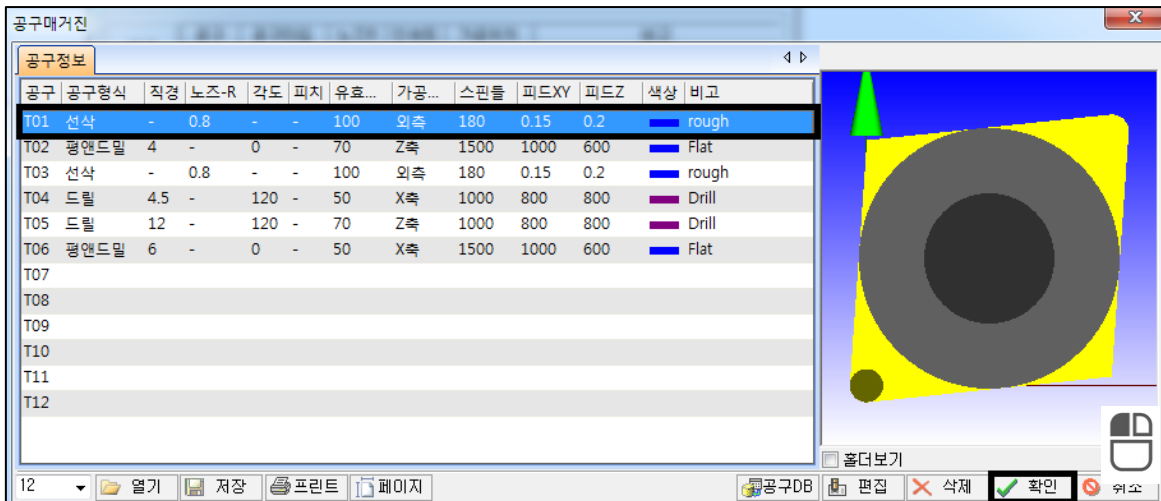 공구매거진
공구정보
공구 공구형식 직경 노즈-R 각도 피치 유효... 가공... 스핀들 피드XY 피드Z 색상 비고
T01 선삭 - 0.8 - - 100 외측 180 0.15 0.2 rough
T02 평앤드밀 4 - 0 - 70 Z축 1500 1000 600 Flat
T03 선삭 - 0.8 - - 100 외측 180 0.15 0.2 rough
T04 드릴 4.5 - 120 - 50 X축 1000 800 800 Drill
T05 드릴 12 - 120 - 70 Z축 1000 800 800 Drill
T06 평앤드밀 6 - 0 - 50 X축 1500 1000 600 Flat
T07
T08
T09
T10
T11
T12
홀더보기
12 열기 저장 프린트 페이지 공구DB 편집 삭제 확인 취소